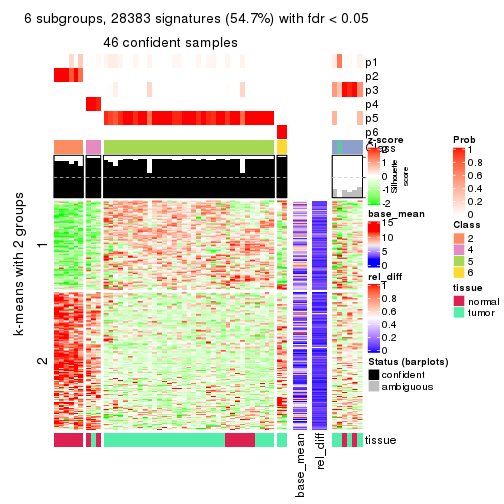 6 subgroups, 28383 signatures (54.7%) with fdr < 0.05
46 confident samples
p1
p2
p3
p4
p5
p6
Class
Silhouette
score
k-means with 2 groups
1
2
tissue
base_mean
rel_diff
z-score
2
1
0
-1
-2
base_mean
15
10
5
0
rel_diff
1
0.8
0.6
0.4
0.2
0
Status (barplots)
confident
ambiguous
Prob
1
0.8
0.6
0.4
0.2
0
Class
2
4
5
6
tissue
normal
tumor